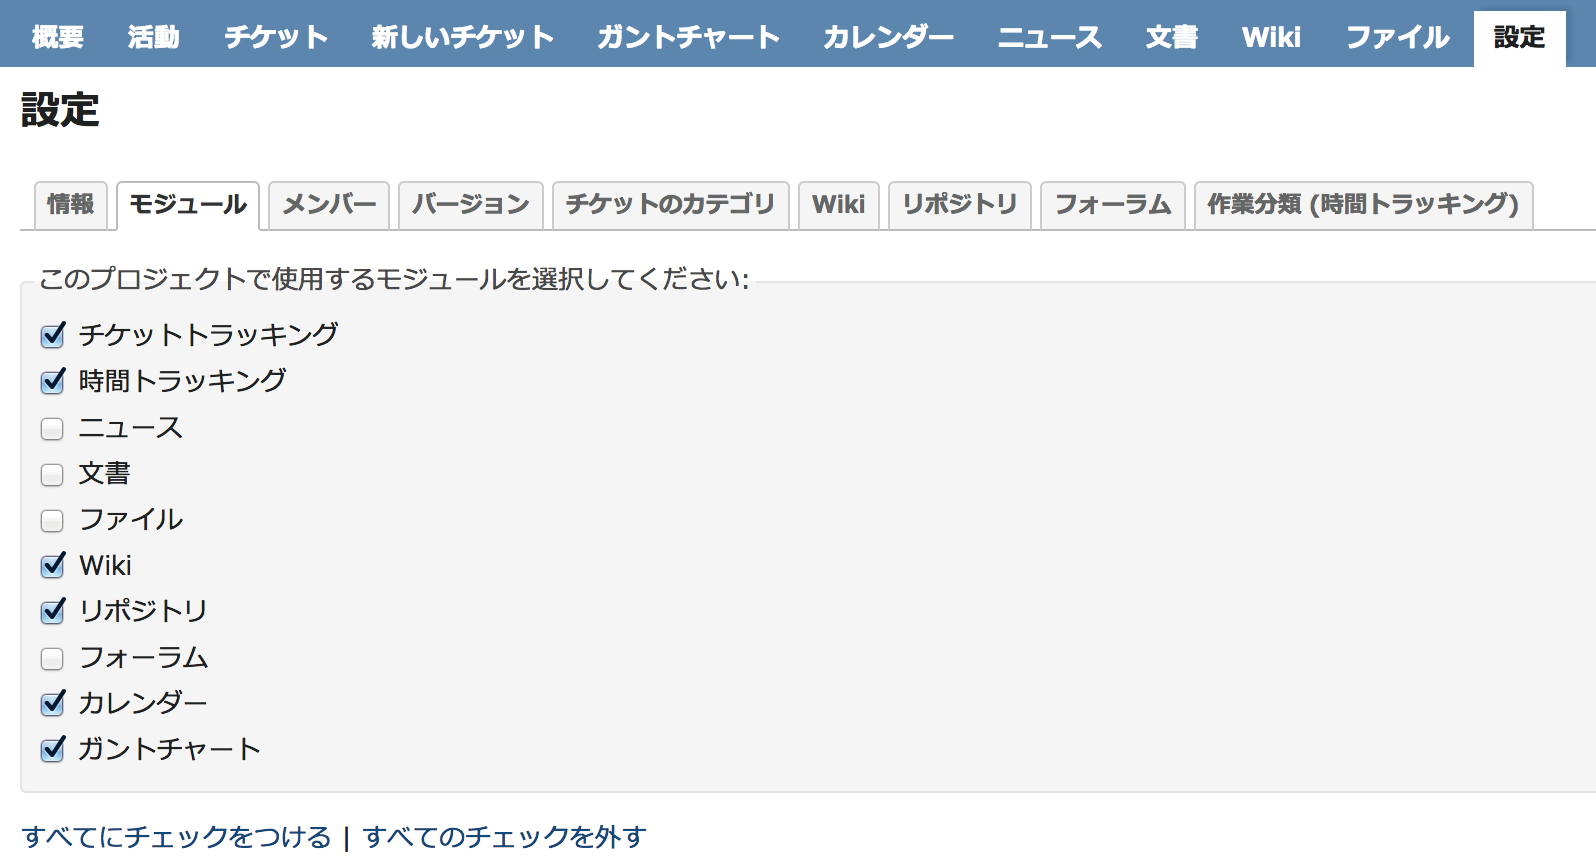 概要 活動 チケット 新しいチケット ガントチャート カレンダー ニュース 文書 Wiki ファイル 設定
設定
情報 モジュール メンバー バージョン チケットのカテゴリ Wiki リポジトリ フォーラム 作業分類 (時間トラッキング)
このプロジェクトで使用するモジュールを選択してください:
チケットトラッキング
時間トラッキング
ニュース
文書
ファイル
Wiki
リポジトリ
フォーラム
カレンダー
ガントチャート
すべてにチェックをつける | すべてのチェックを外す